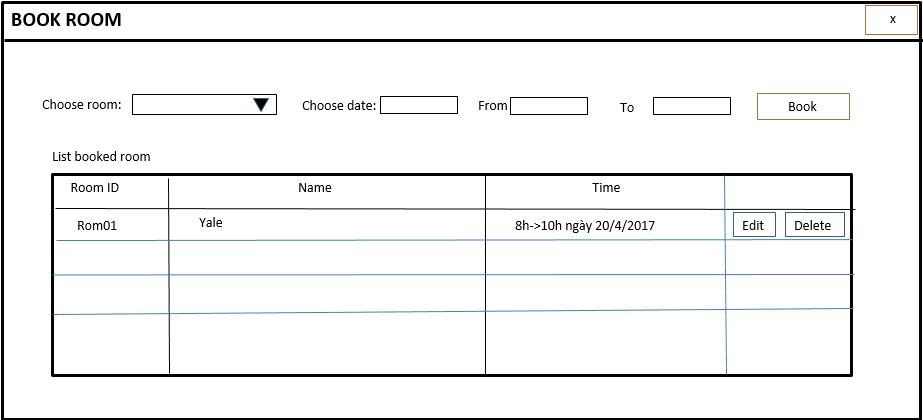 BOOK ROOM x
Choose room: Choose date: From To Book
List booked room
Room ID Name Time
Rom01 Yale 8h->10h ngày 20/4/2017 Edit Delete